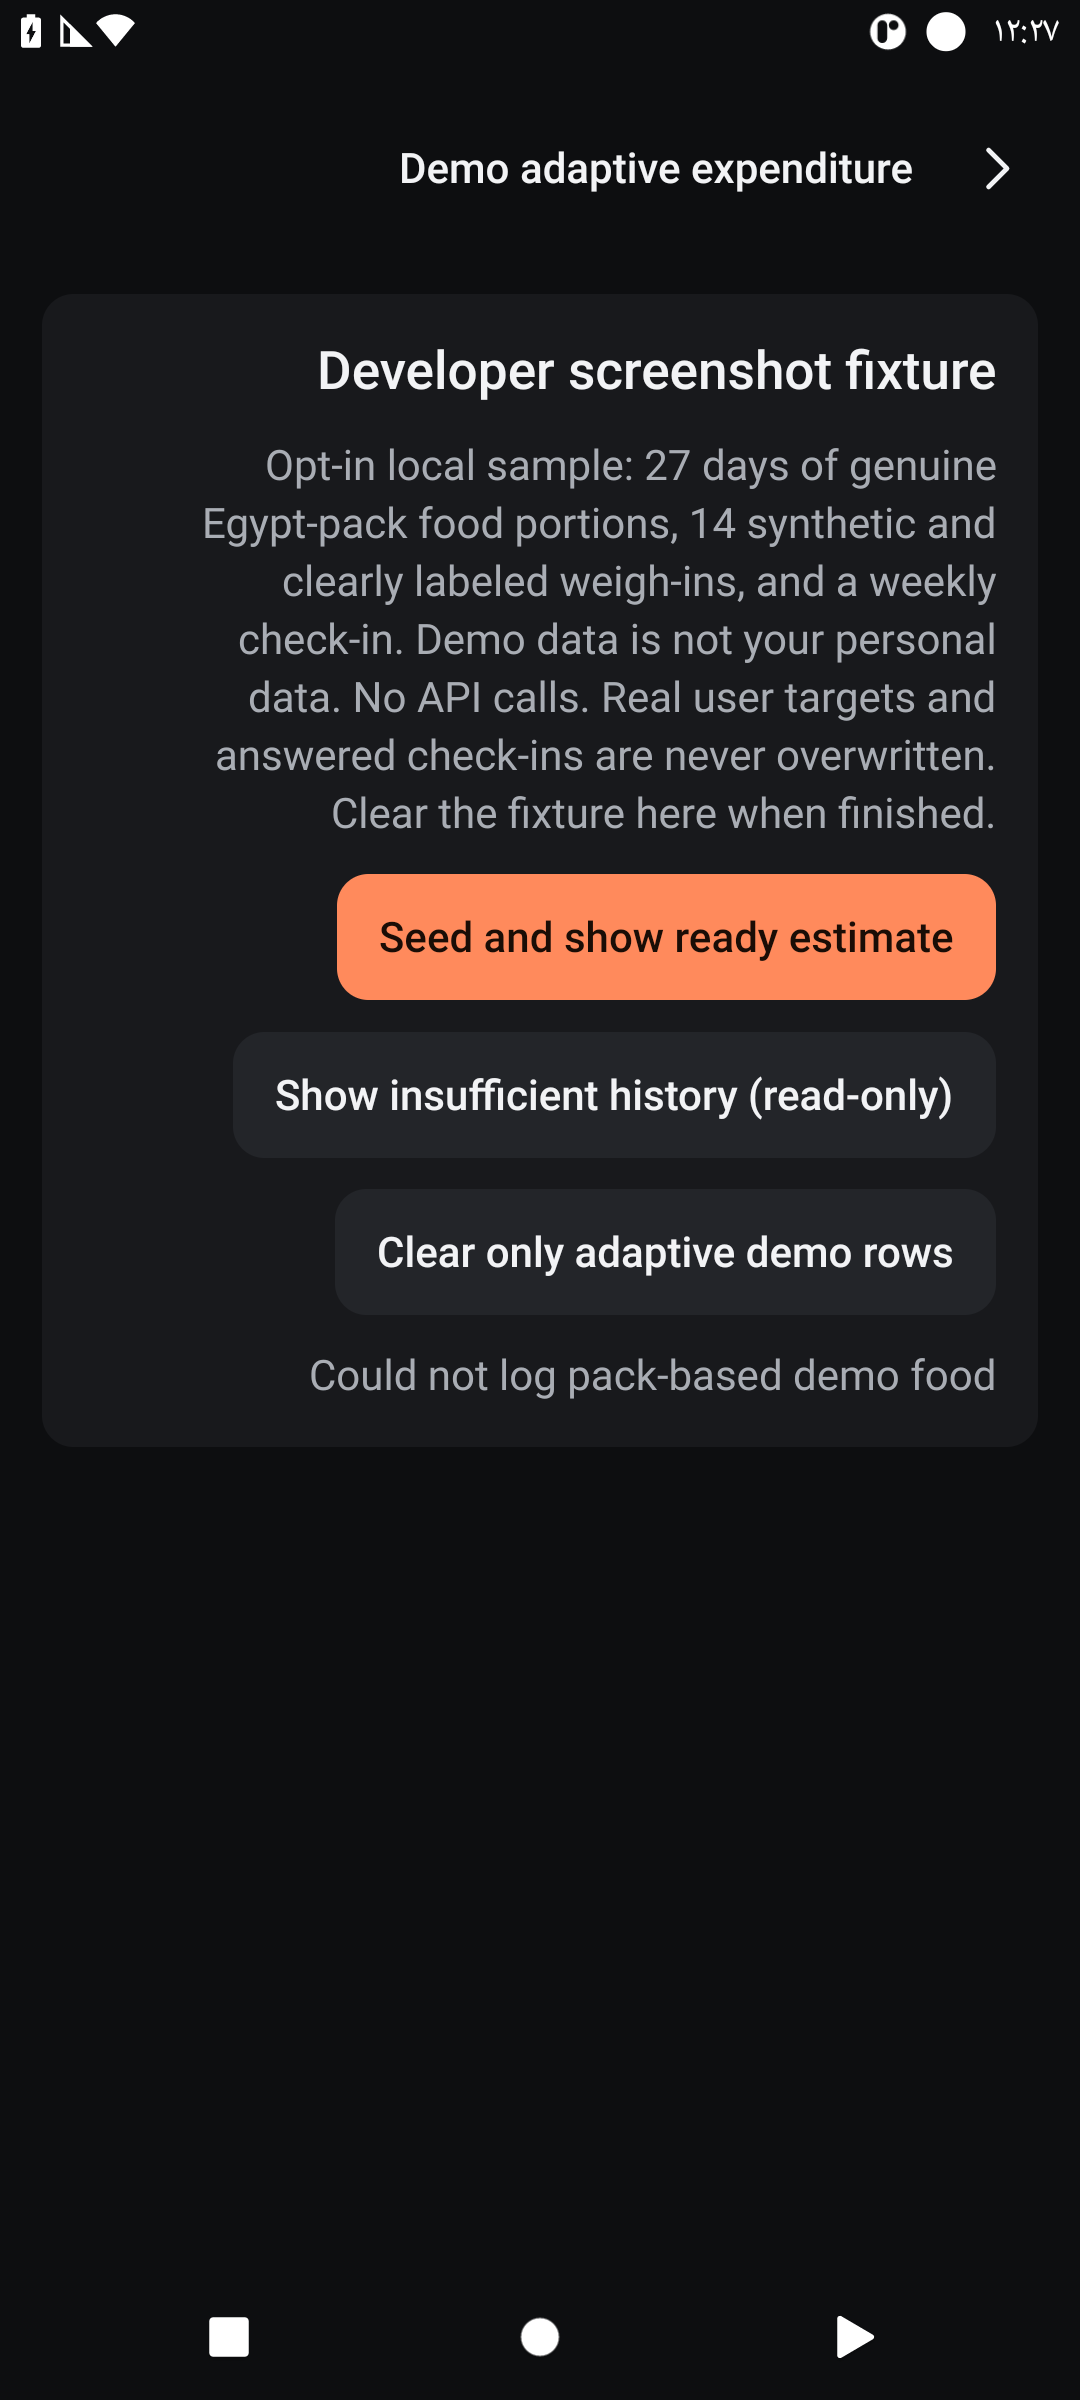 ١٢:٢٧
Demo adaptive expenditure
Developer screenshot fixture
Opt-in local sample: 27 days of genuine
Egypt-pack food portions, 14 synthetic and
clearly labeled weigh-ins, and a weekly
check-in. Demo data is not your personal
data. No API calls. Real user targets and
answered check-ins are never overwritten.
Clear the fixture here when finished.
Seed and show ready estimate
Show insufficient history (read-only)
Clear only adaptive demo rows
Could not log pack-based demo food